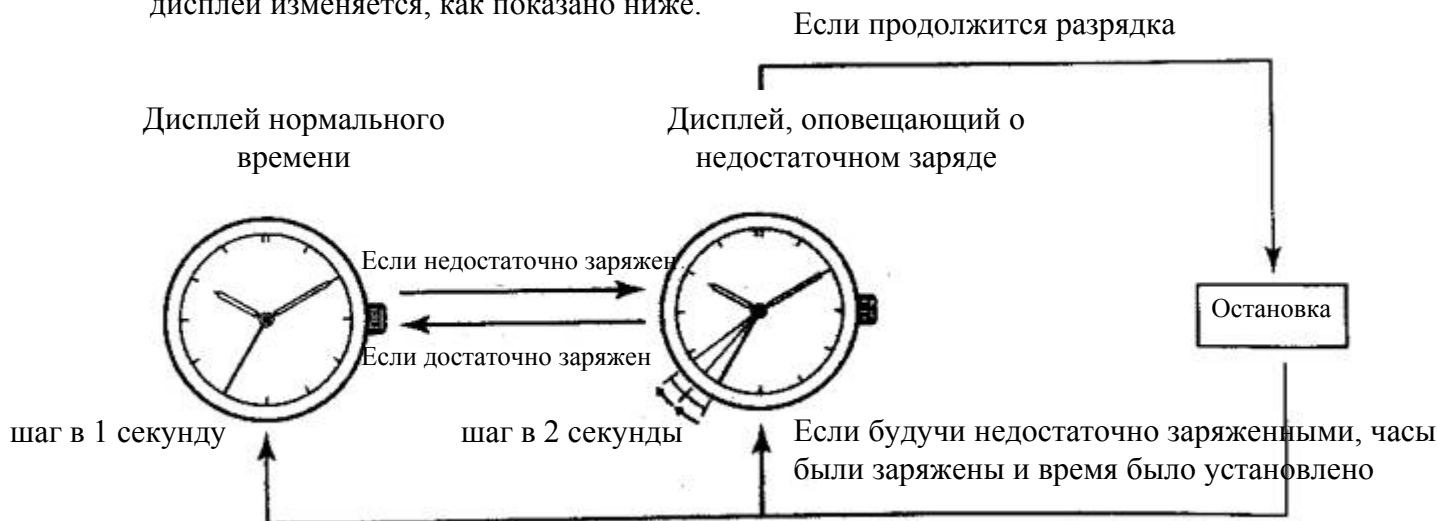 дисплей изменяется, как показано ниже.
Если продолжится разрядка
Дисплей нормального
времени
Дисплей, оповещающий о
недостаточном заряде
Если недостаточно заряжен
Если достаточно заряжен
Остановка
шаг в 1 секунду
шаг в 2 секунды
Если будучи недостаточно заряженными, часы
были заряжены и время было установлено